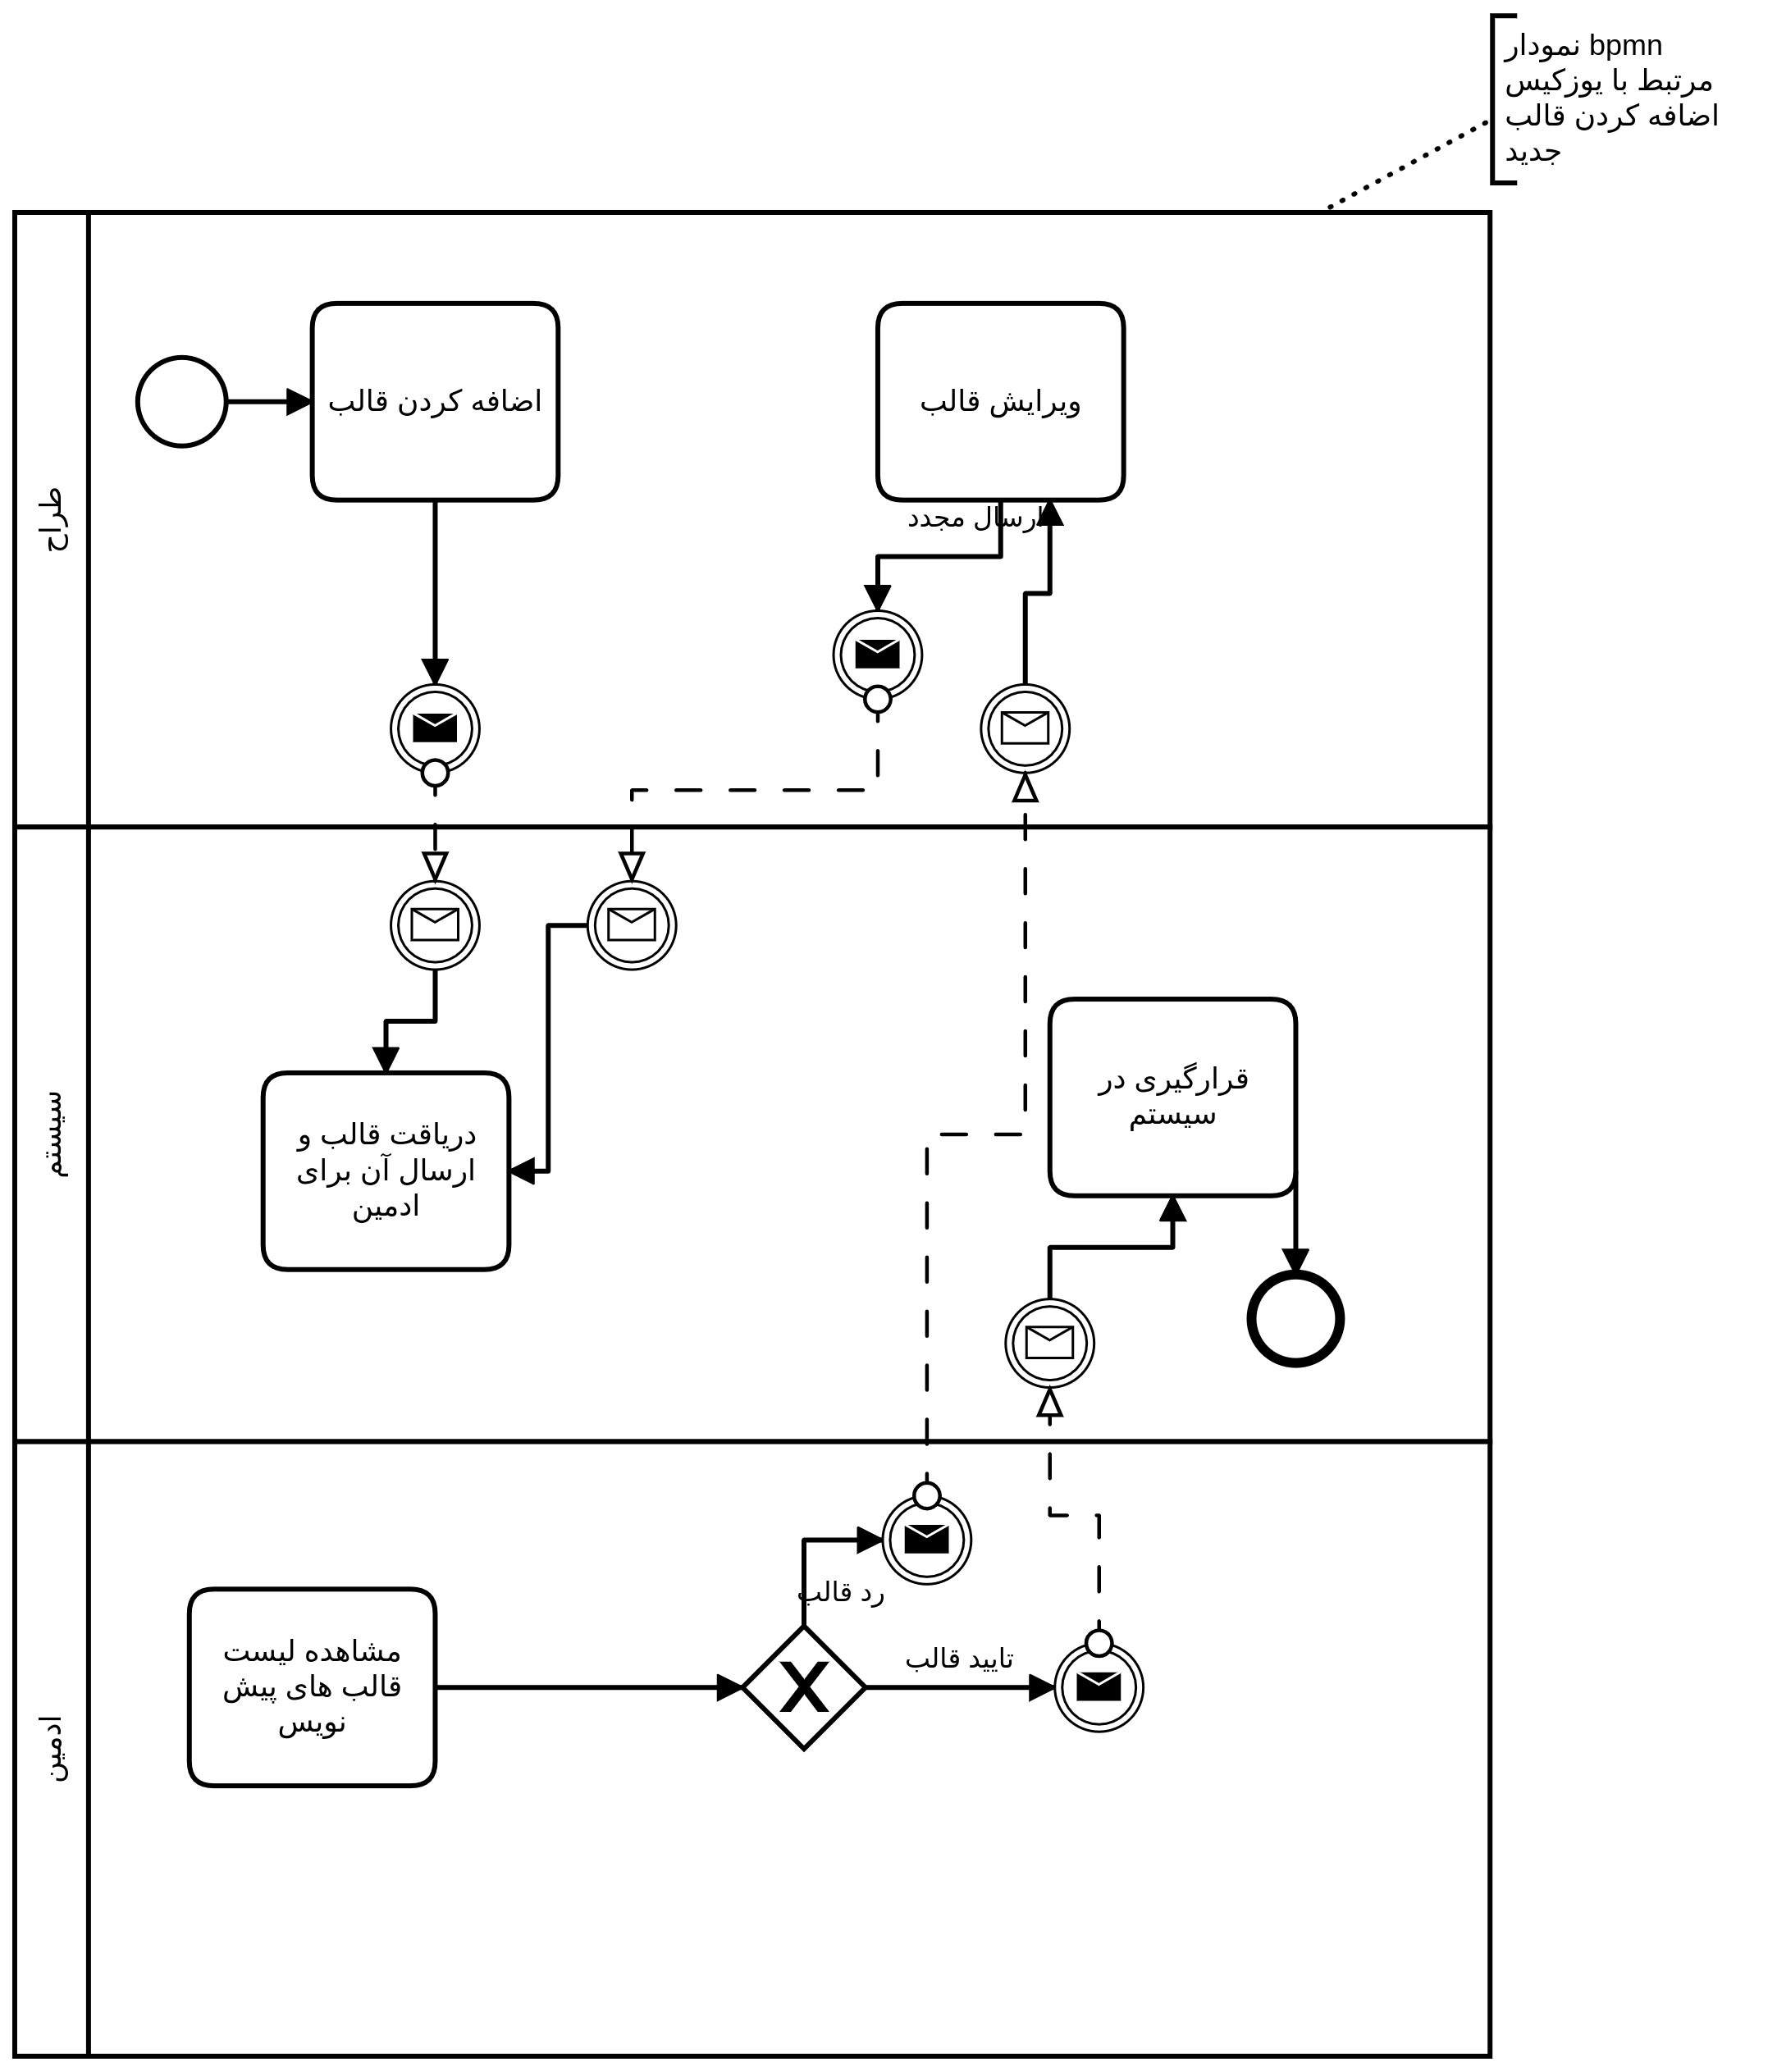 نمودار bpmn
مرتبط با یوزکیس
اضافه کردن قالب
جدید
طراح
اضافه کردن قالب
ویرایش قالب
ارسال مجدد
سیستم
دریاقت قالب و
ارسال آن برای
ادمین
قرارگیری در
سیستم
ادمین
مشاهده لیست
قالب های پیش
نویس
رد قالب
X
تایید قالب